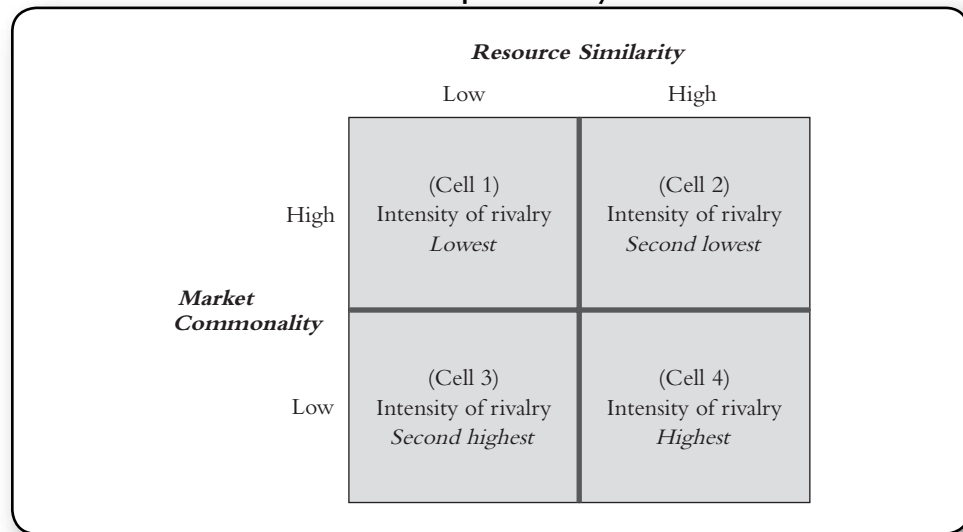 Resource Similarity
Low High
(Cell 1) (Cell 2)
High Intensity of rivalry Intensity of rivalry
Lowest Second lowest
Market
Commonality
(Cell 3) (Cell 4)
Low Intensity of rivalry Intensity of rivalry
Second highest Highest